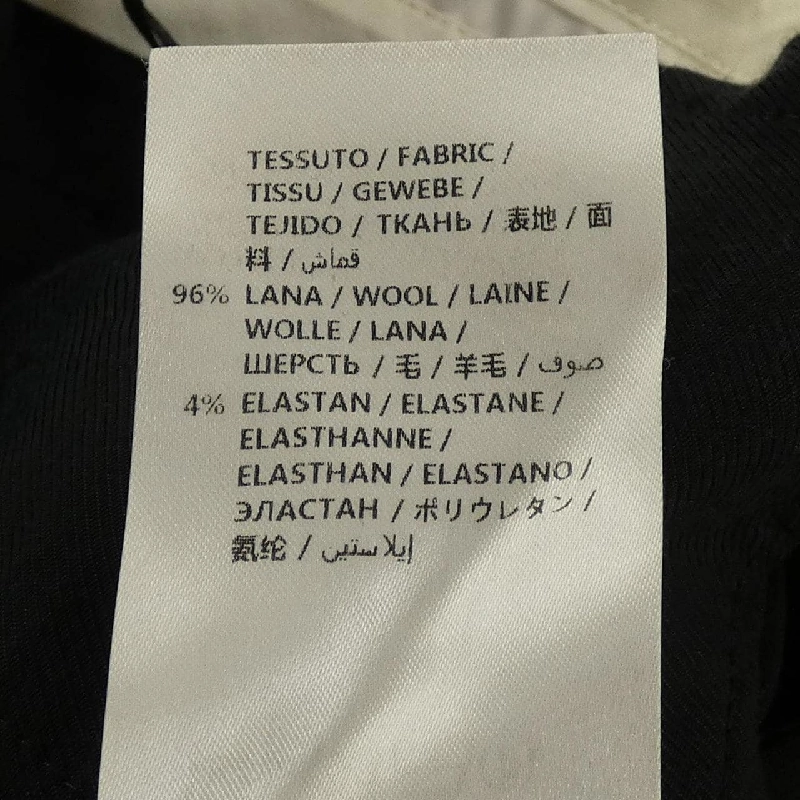 TESSUTO / FABRIC /
TISSU / GEWEBE /
TEJIDO / ТКАНЬ / 表地 / 面
料 / قماش
96% LANA / WOOL / LAINE /
WOLLE / LANA /
ШЕРСТЬ / 毛 / 羊毛 / صوف
4% ELASTAN / ELASTANE /
ELASTHANNE /
ELASTHAN / ELASTANO /
ЭЛАСТАН / ポリウレタン /
氨纶 / إيلاستين